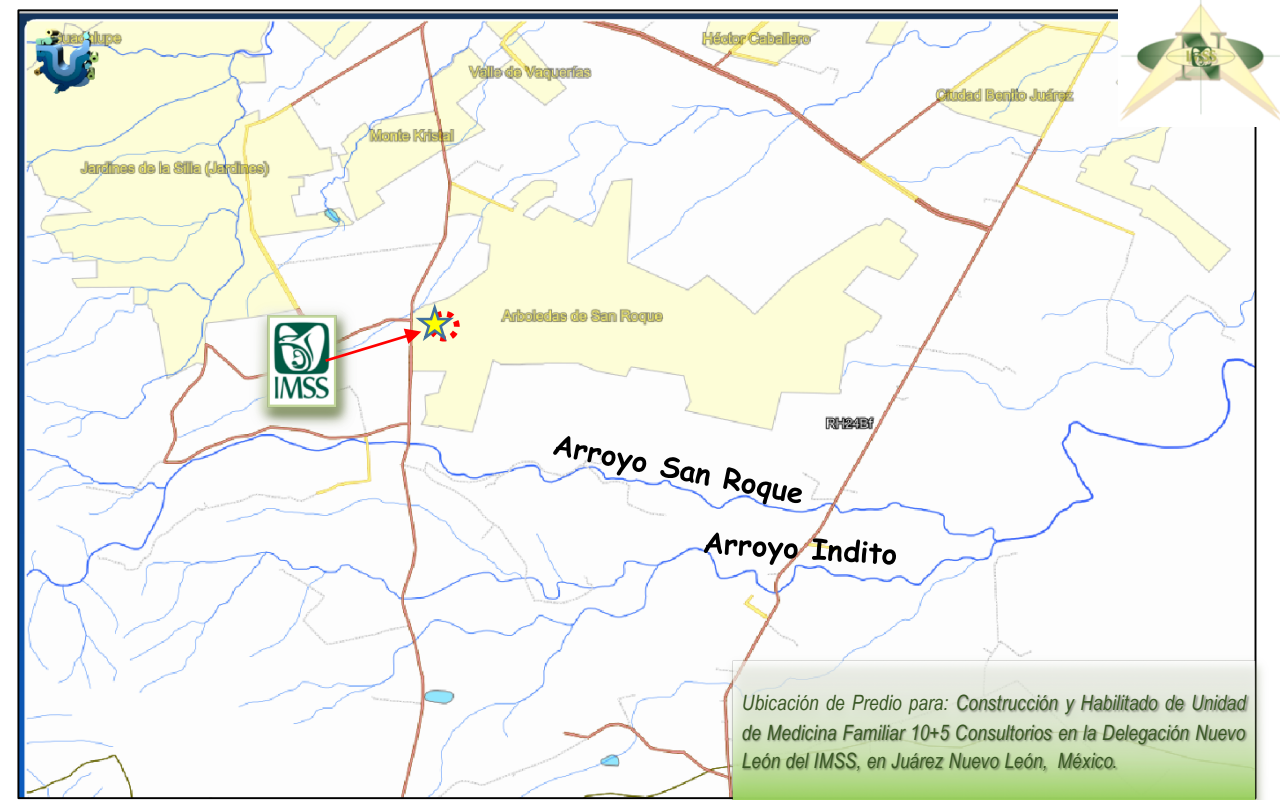 Guadalupe
Héctor Caballero
Valle de Vaquerías
Ciudad Benito Juárez
Monte Kristal
Jardines de la Silla (Jardines)
Arboledas de San Roque
IMSS
RH24Bf
Arroyo San Roque
Arroyo Indito
Ubicación de Predio para: Construcción y Habilitado de Unidad
de Medicina Familiar 10+5 Consultorios en la Delegación Nuevo
León del IMSS, en Juárez Nuevo León, México.